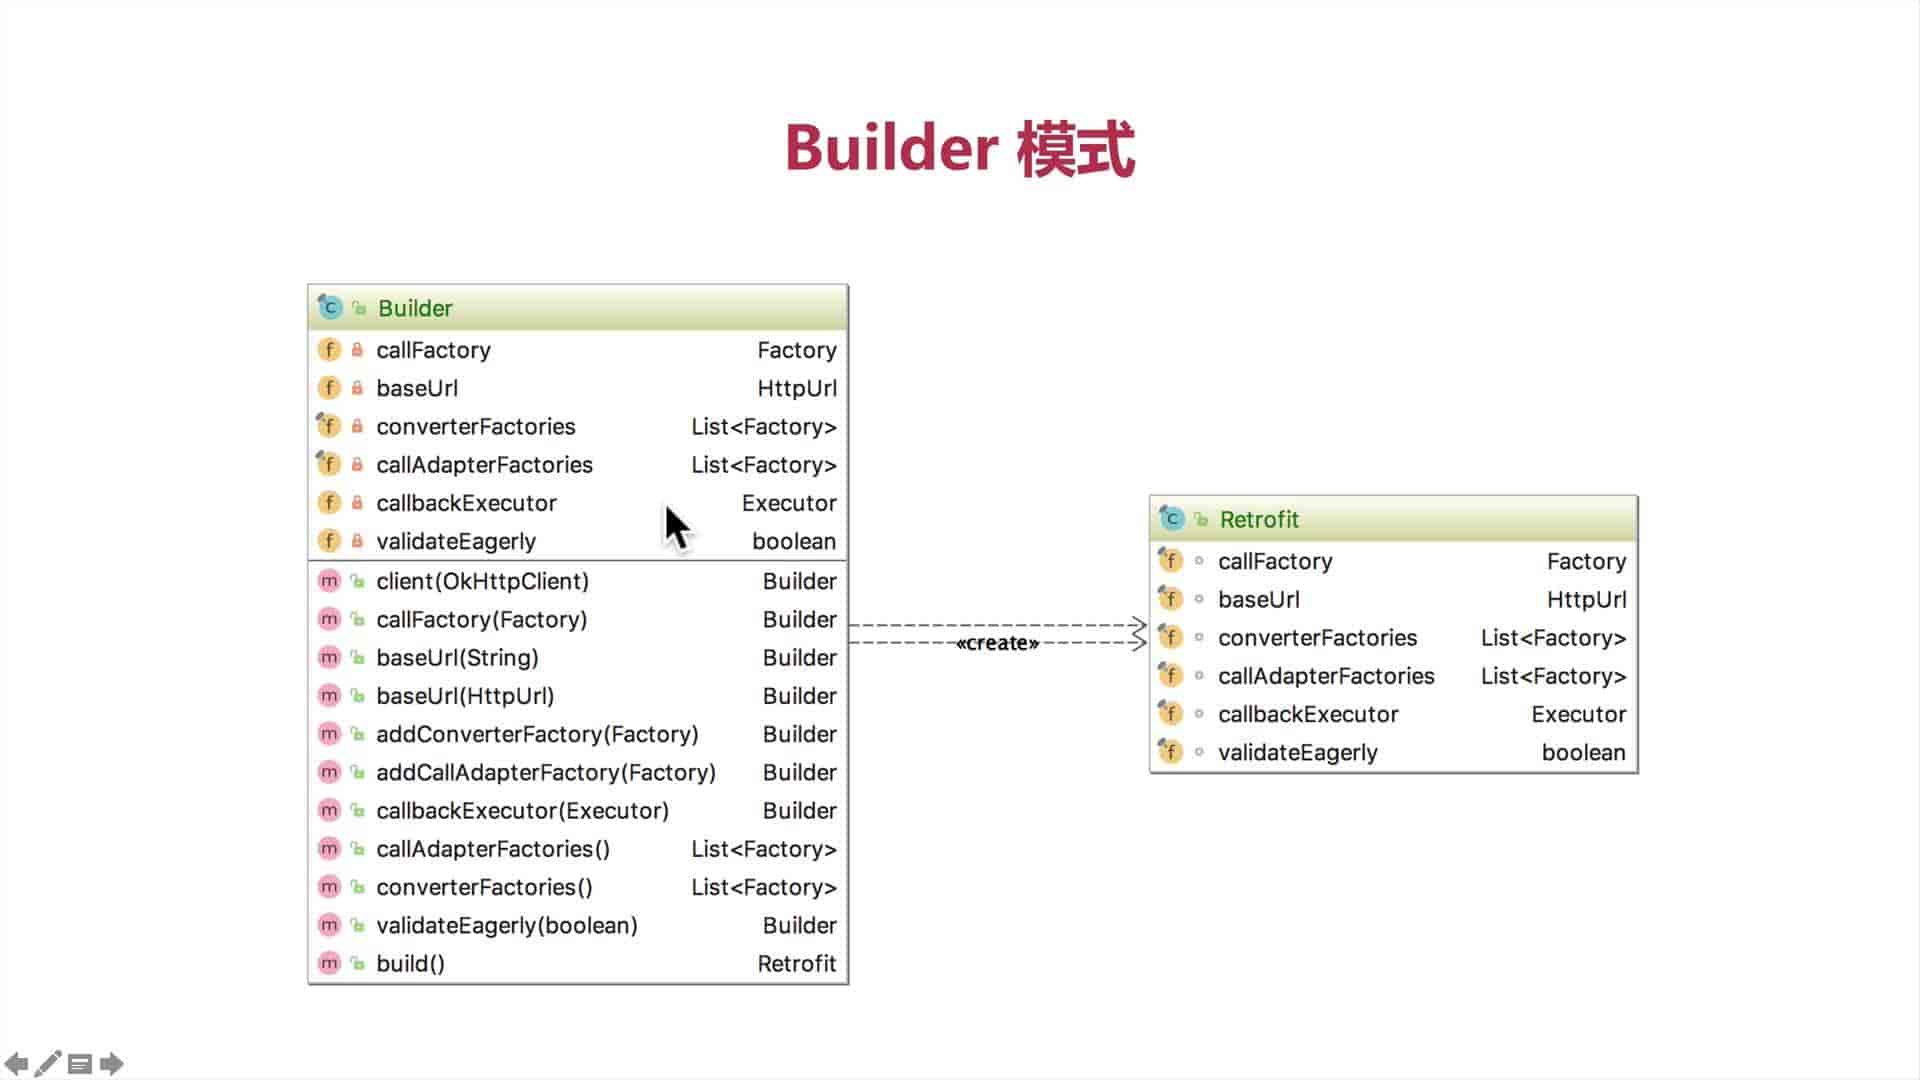 Builder 模式
Builder
callFactory Factory
baseUrl HttpUrl
converterFactories List<Factory>
callAdapterFactories List<Factory>
callbackExecutor Executor
validateEagerly boolean
client(OkHttpClient) Builder
callFactory(Factory) Builder
baseUrl(String) Builder
baseUrl(HttpUrl) Builder
addConverterFactory(Factory) Builder
addCallAdapterFactory(Factory) Builder
callbackExecutor(Executor) Builder
callAdapterFactories() List<Factory>
converterFactories() List<Factory>
validateEagerly(boolean) Builder
build() Retrofit
«create»
Retrofit
callFactory Factory
baseUrl HttpUrl
converterFactories List<Factory>
callAdapterFactories List<Factory>
callbackExecutor Executor
validateEagerly boolean